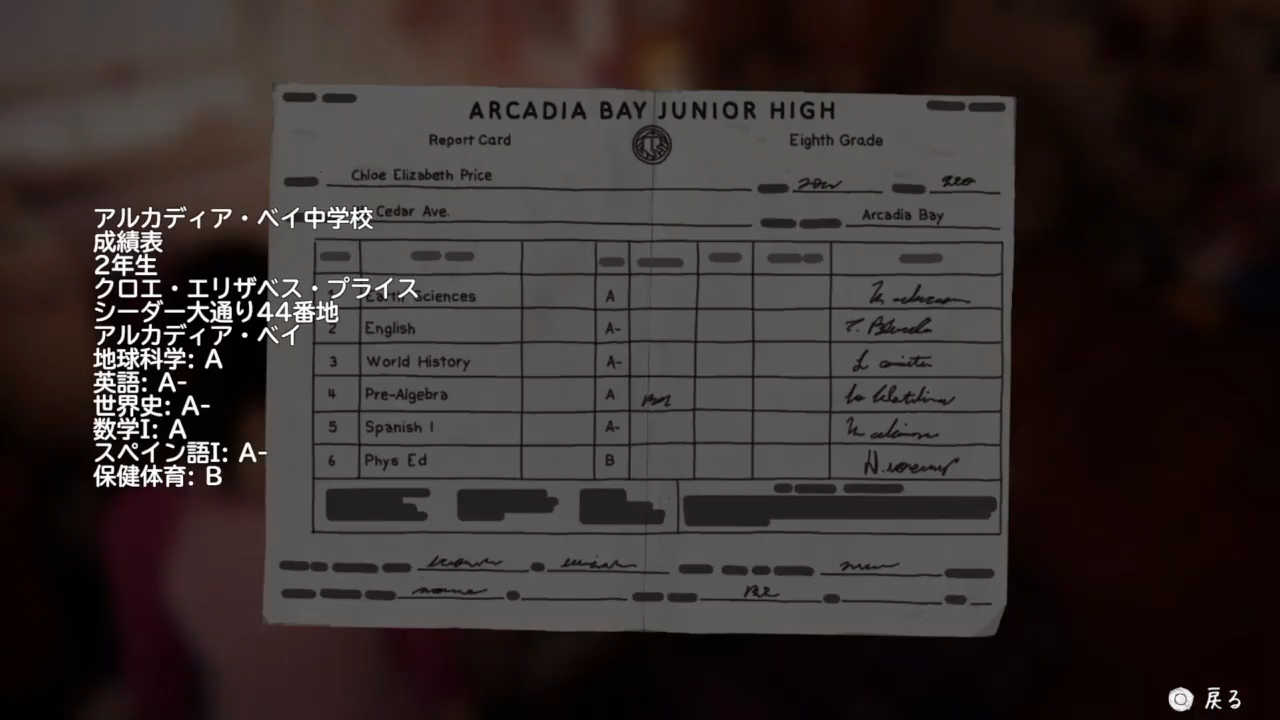 ARCADIA BAY JUNIOR HIGH
Report Card
Eighth Grade
Chloe Elizabeth Price
Cedar Ave.
Arcadia Bay
1 Earth Sciences A
2 English A-
3 World History A-
4 Pre-Algebra A
5 Spanish 1 A-
6 Phys Ed B
アルカディア・ベイ中学校
成績表
2年生
クロエ・エリザベス・プライス
シーダー大通り44番地
アルカディア・ベイ
地球科学: A
英語: A-
世界史: A-
数学I: A
スペイン語I: A-
保健体育: B
戻る